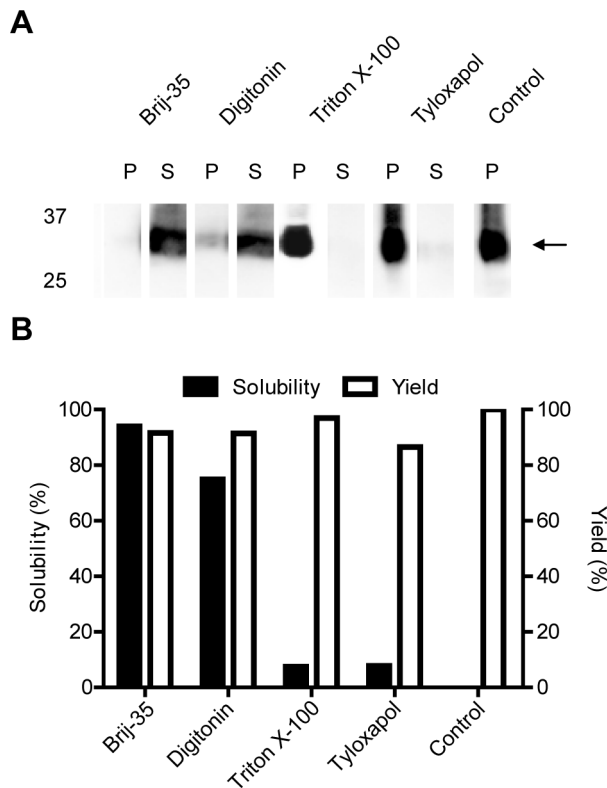 A
Brij-35 Digitonin Triton X-100 Tyloxapol Control
P S P S P S P S P
37
25
B
Solubility Yield
100 100
80 80
60 60
40 40
20 20
0 0
Solubility (%)
Yield (%)
Brij-35 Digitonin Triton X-100 Tyloxapol Control